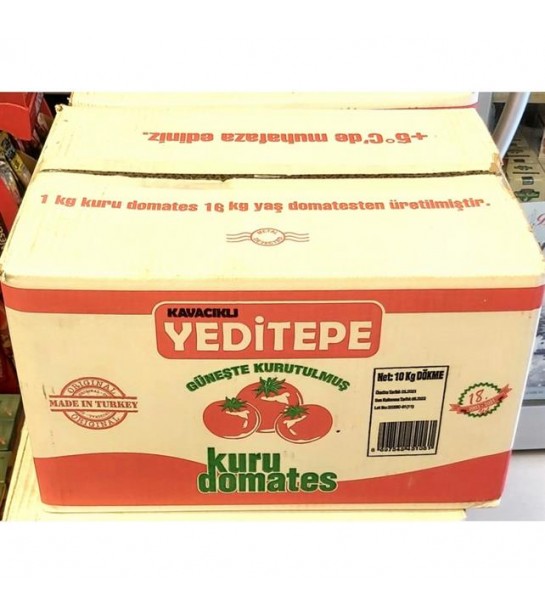 +5°C'de muhafaza ediniz.
1 kg kuru domates 16 kg yaş domatesten üretilmiştir.
KAVACIKLI
YEDİTEPE
GÜNEŞTE KURUTULMUŞ
ORIGINAL
MADE IN TURKEY
ORIGINAL
kuru
domates
Net: 10 Kg DÖKME
18